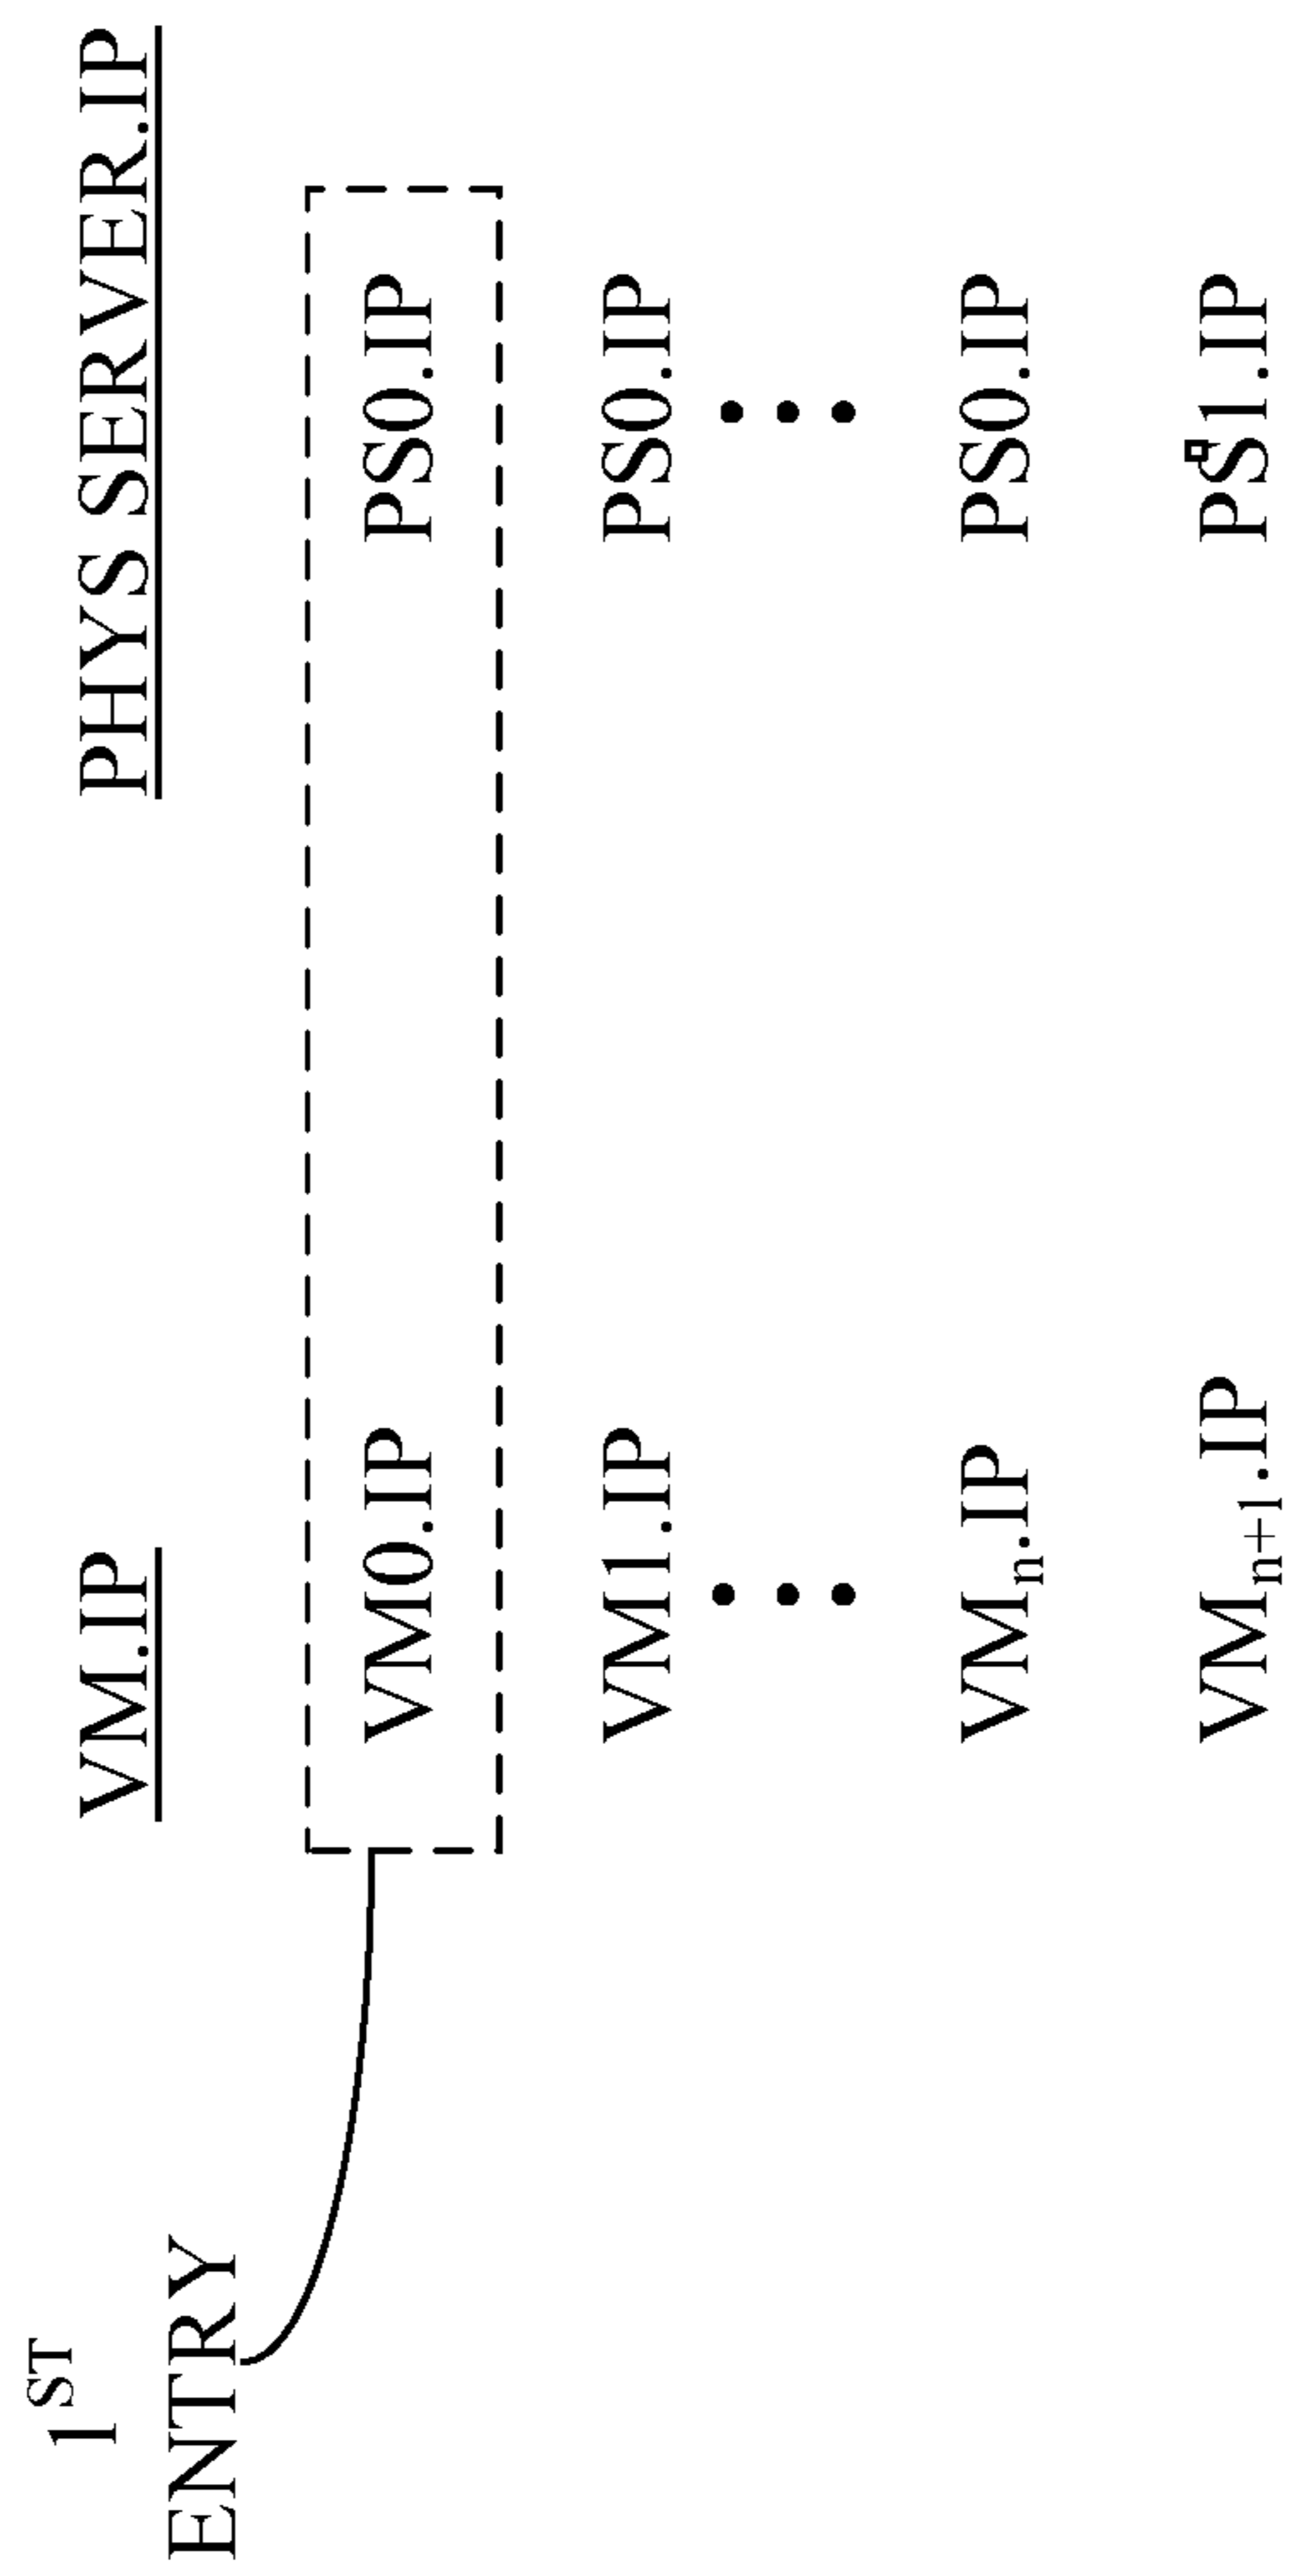 1ST
ENTRY
VM.IP PHYS SERVER.IP
VM0.IP PS0.IP
VM1.IP PS0.IP
VMn.IP PS0.IP
VMn+1.IP PS1.IP